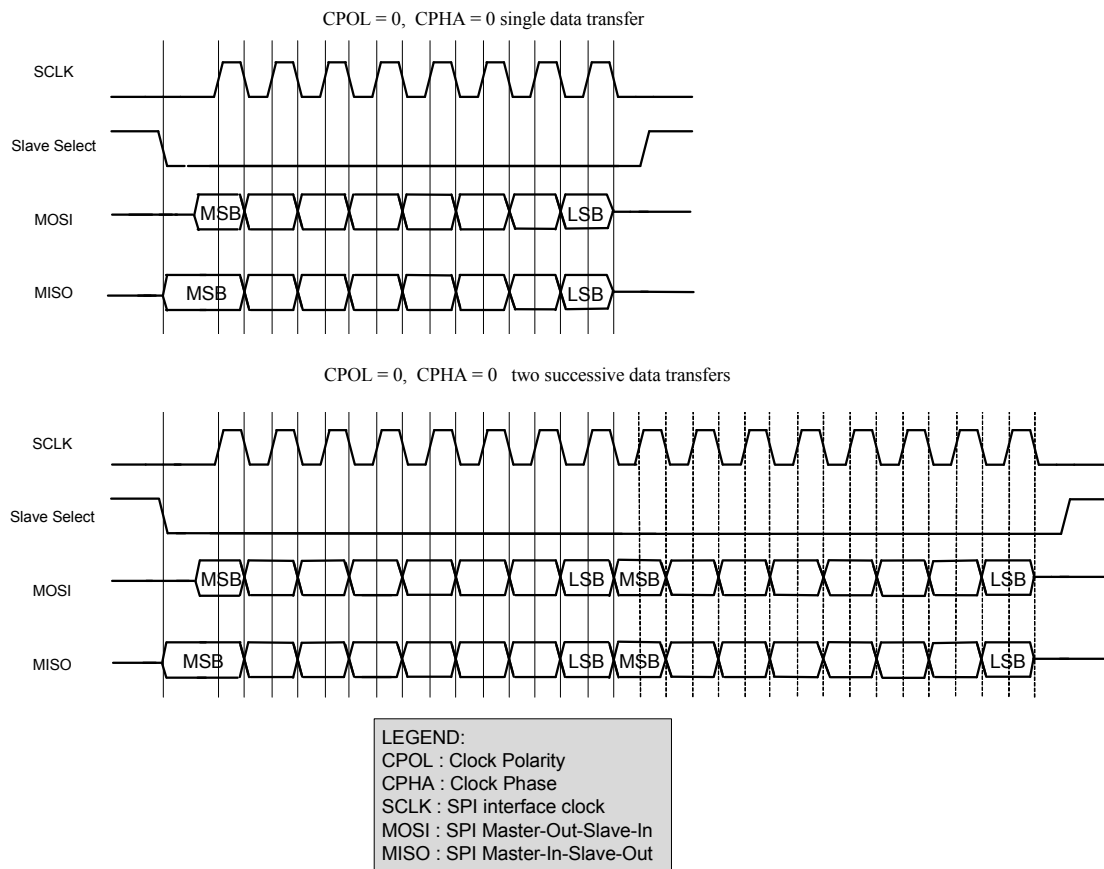 CPOL = 0, CPHA = 0 single data transfer
SCLK
Slave Select
MOSI
MSB
LSB
MISO
MSB
LSB
CPOL = 0, CPHA = 0 two successive data transfers
SCLK
Slave Select
MOSI
MSB
LSB
MSB
LSB
MISO
MSB
LSB
MSB
LSB
LEGEND:
CPOL : Clock Polarity
CPHA : Clock Phase
SCLK : SPI interface clock
MOSI : SPI Master-Out-Slave-In
MISO : SPI Master-In-Slave-Out